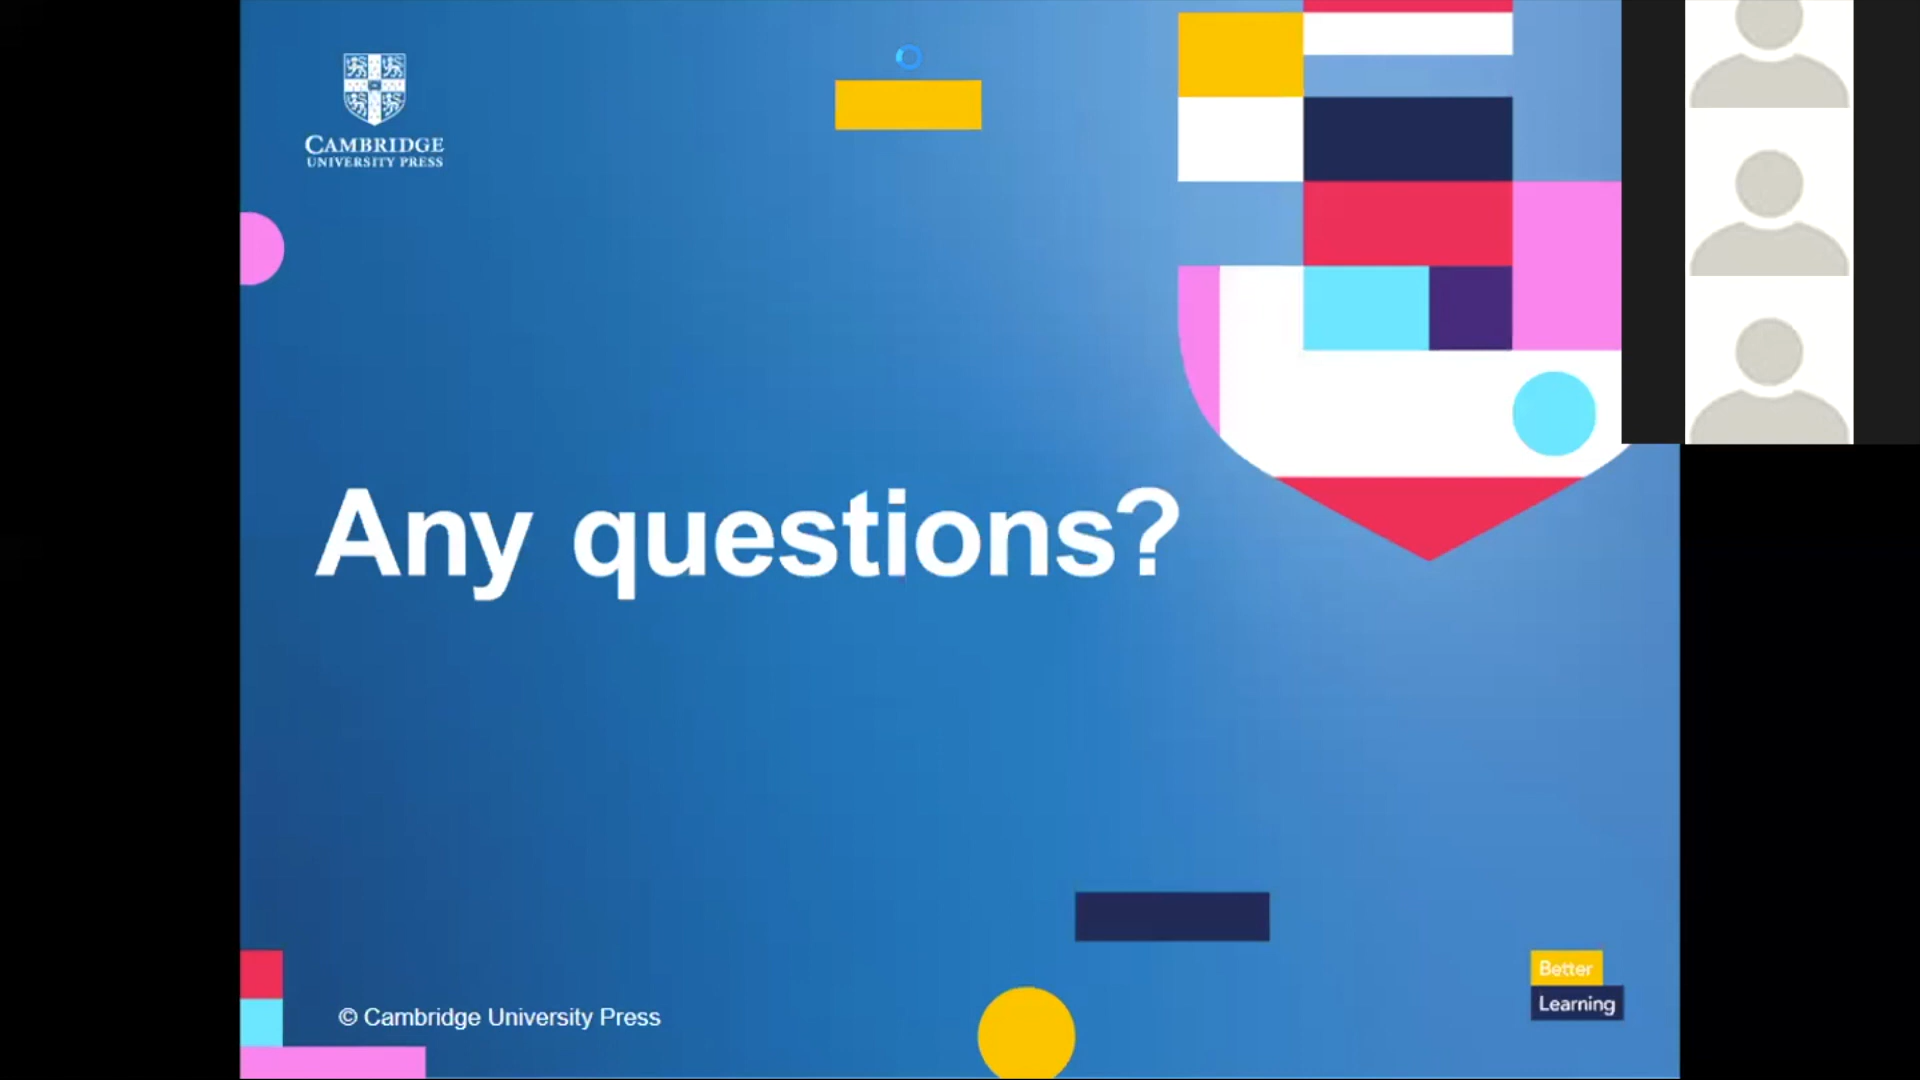 CAMBRIDGE
UNIVERSITY PRESS
Any questions?
© Cambridge University Press
Better
Learning